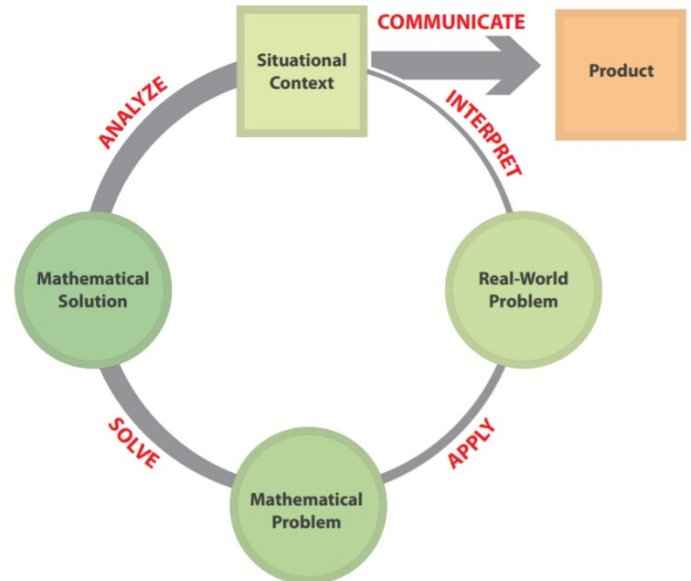 COMMUNICATE
Situational
Context
Product
ANALYZE
INTERPRET
Mathematical
Solution
Real-World
Problem
SOLVE
APPLY
Mathematical
Problem